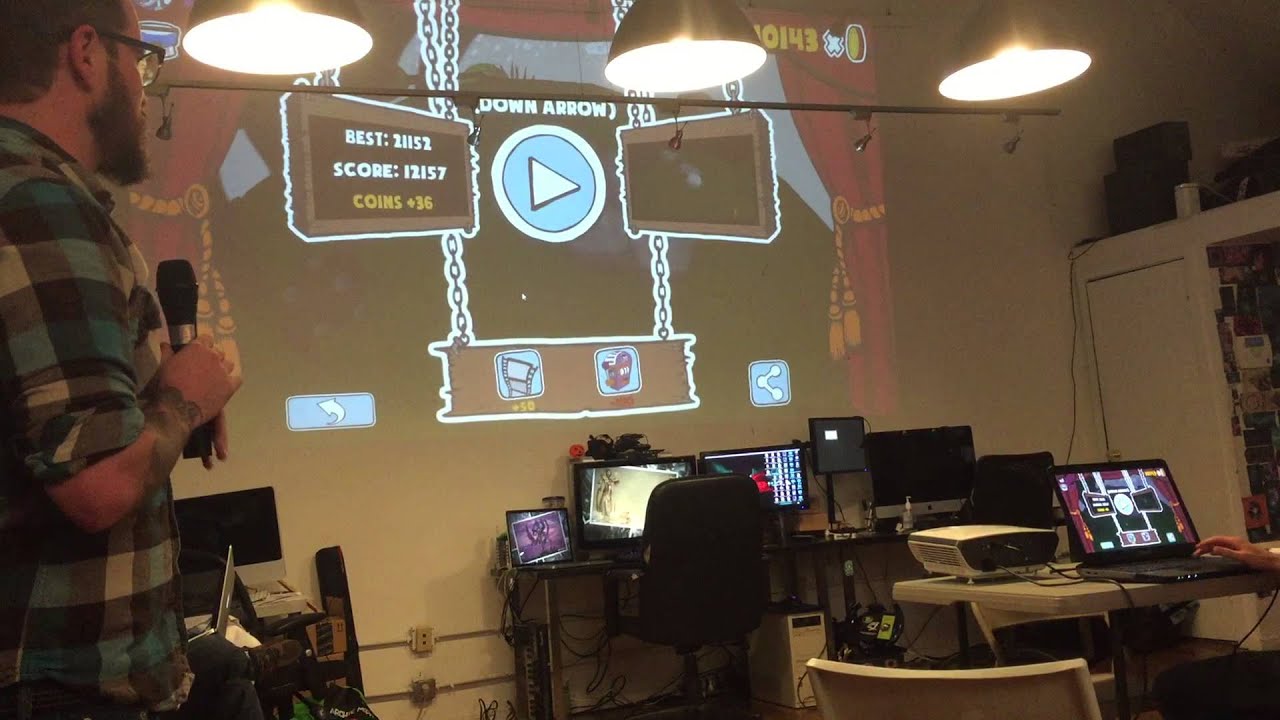 10143 x
(DOWN ARROW)
BEST: 21152
SCORE: 12157
COINS +36
+50